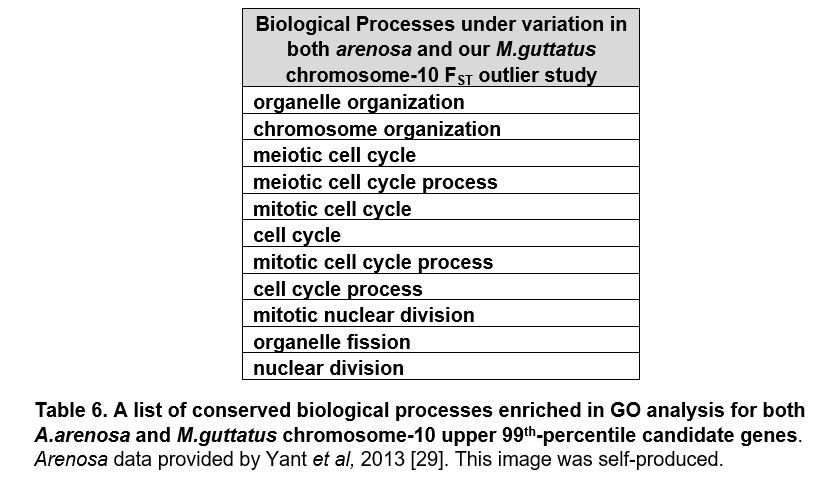 Biological Processes under variation in
both arenosa and our M.guttatus
chromosome-10 FST outlier study
organelle organization
chromosome organization
meiotic cell cycle
meiotic cell cycle process
mitotic cell cycle
cell cycle
mitotic cell cycle process
cell cycle process
mitotic nuclear division
organelle fission
nuclear division
Table 6. A list of conserved biological processes enriched in GO analysis for both
A.arenosa and M.guttatus chromosome-10 upper 99th-percentile candidate genes.
Arenosa data provided by Yant et al, 2013 [29]. This image was self-produced.